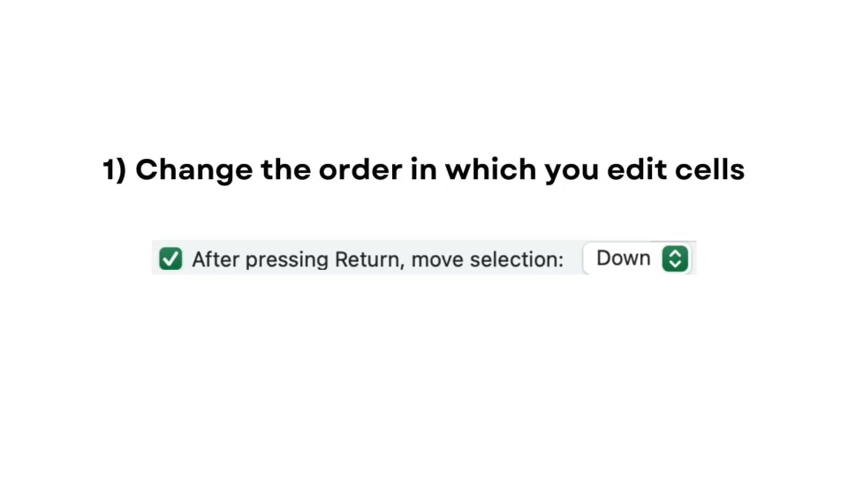 1) Change the order in which you edit cells
After pressing Return, move selection: Down